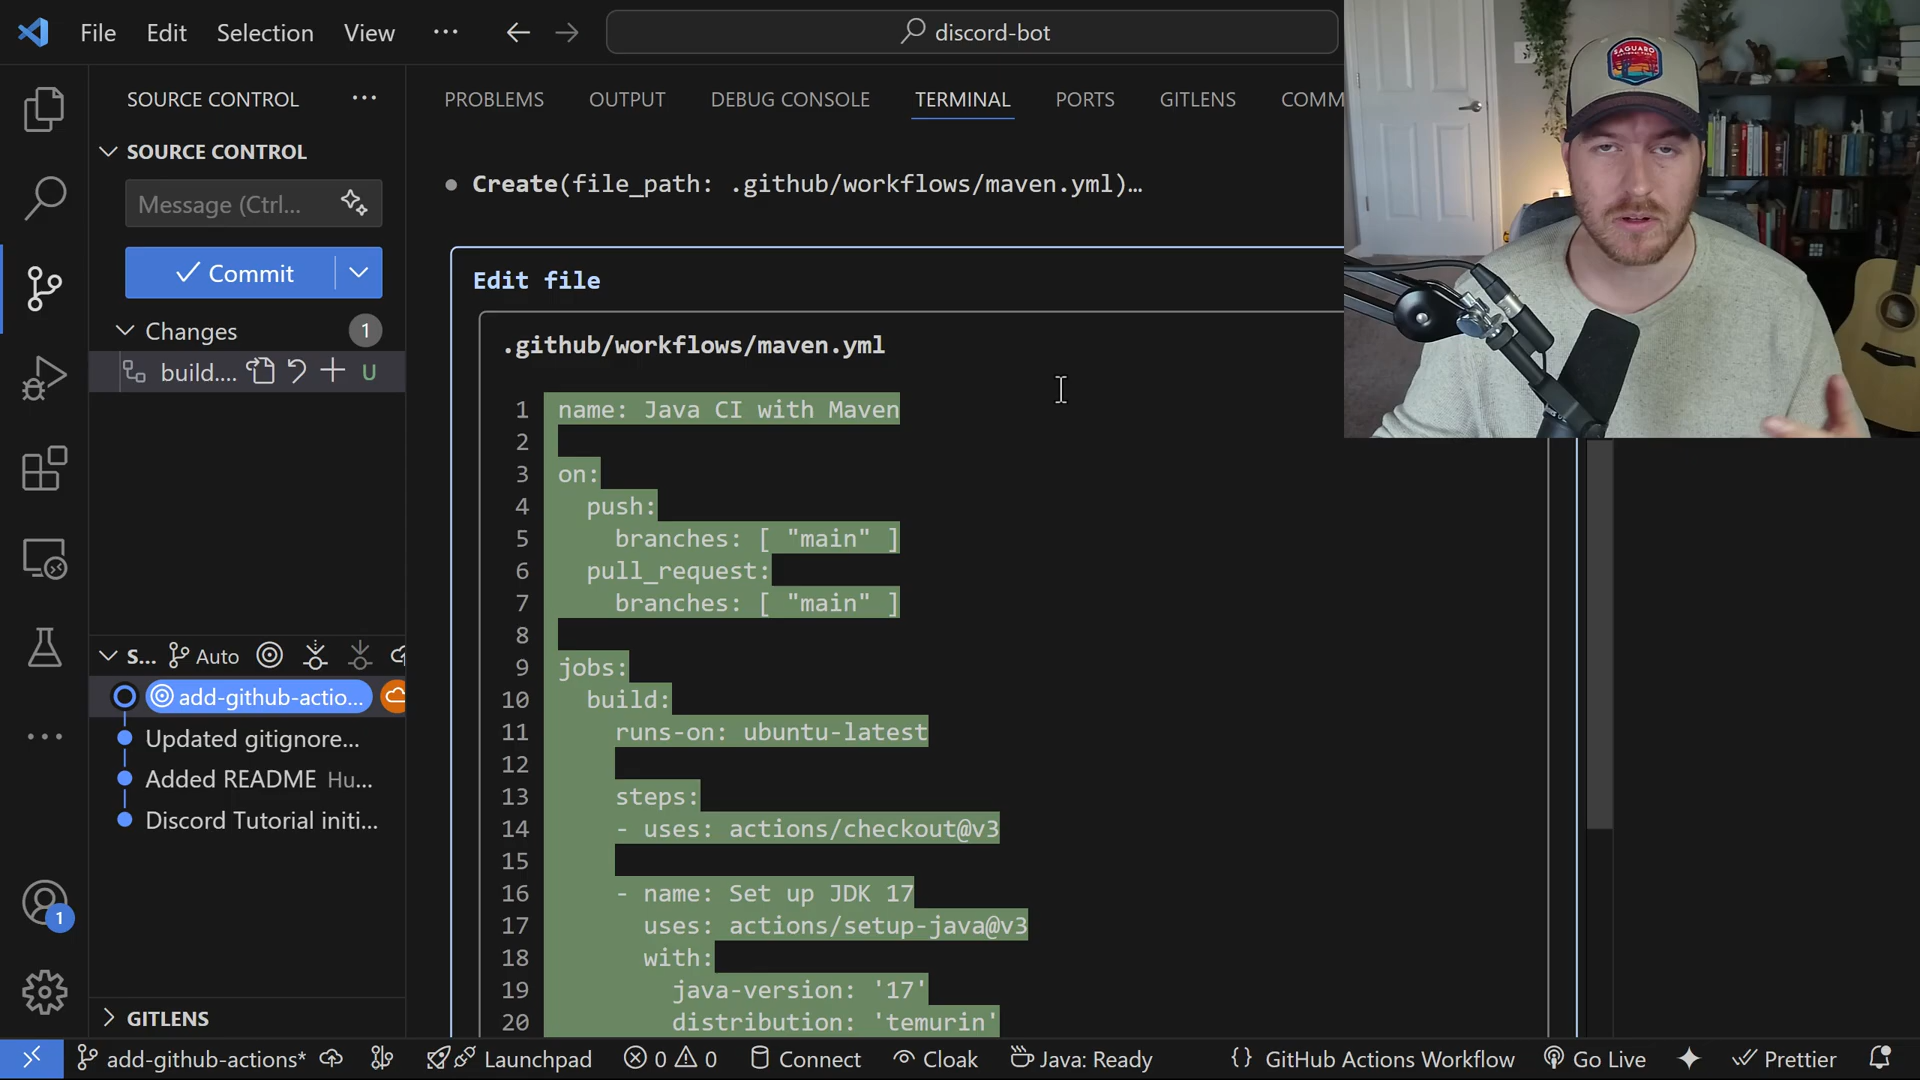 File Edit Selection View ... discord-bot
SOURCE CONTROL ...
PROBLEMS OUTPUT DEBUG CONSOLE TERMINAL PORTS GITLENS COMM
SOURCE CONTROL
Message (Ctrl...
Commit
Changes 1
build.... U
Create(file_path: .github/workflows/maven.yml)…
Edit file
.github/workflows/maven.yml
1 name: Java CI with Maven
2
3 on:
4 push:
5 branches: [ "main" ]
6 pull_request:
7 branches: [ "main" ]
8
9 jobs:
10 build:
11 runs-on: ubuntu-latest
12
13 steps:
14 - uses: actions/checkout@v3
15
16 - name: Set up JDK 17
17 uses: actions/setup-java@v3
18 with:
19 java-version: '17'
20 distribution: 'temurin'
S... Auto
add-github-actio...
Updated gitignore...
Added README Hu...
Discord Tutorial initi...
1
GITLENS
add-github-actions* Launchpad 0 0 Connect Cloak Java: Ready {} GitHub Actions Workflow Go Live Prettier
SAGUARO